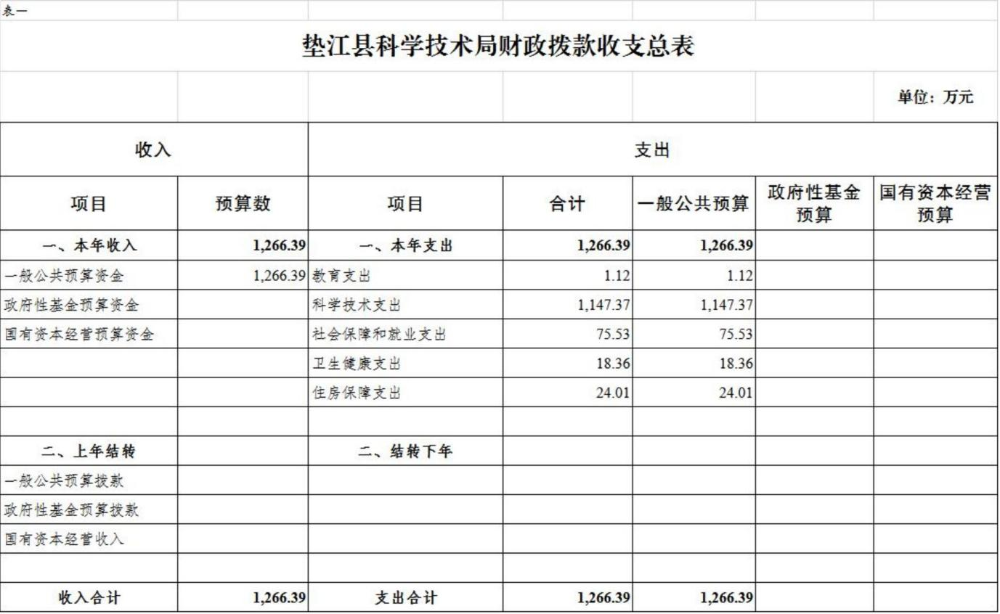 表一
垫江县科学技术局财政拨款收支总表
单位：万元
收入 支出
项目 预算数 项目 合计 一般公共预算 政府性基金预算 国有资本经营预算
一、本年收入 1,266.39 一、本年支出 1,266.39 1,266.39
一般公共预算资金 1,266.39 教育支出 1.12 1.12
政府性基金预算资金 科学技术支出 1,147.37 1,147.37
国有资本经营预算资金 社会保障和就业支出 75.53 75.53
卫生健康支出 18.36 18.36
住房保障支出 24.01 24.01
二、上年结转 二、结转下年
一般公共预算拨款
政府性基金预算拨款
国有资本经营收入
收入合计 1,266.39 支出合计 1,266.39 1,266.39